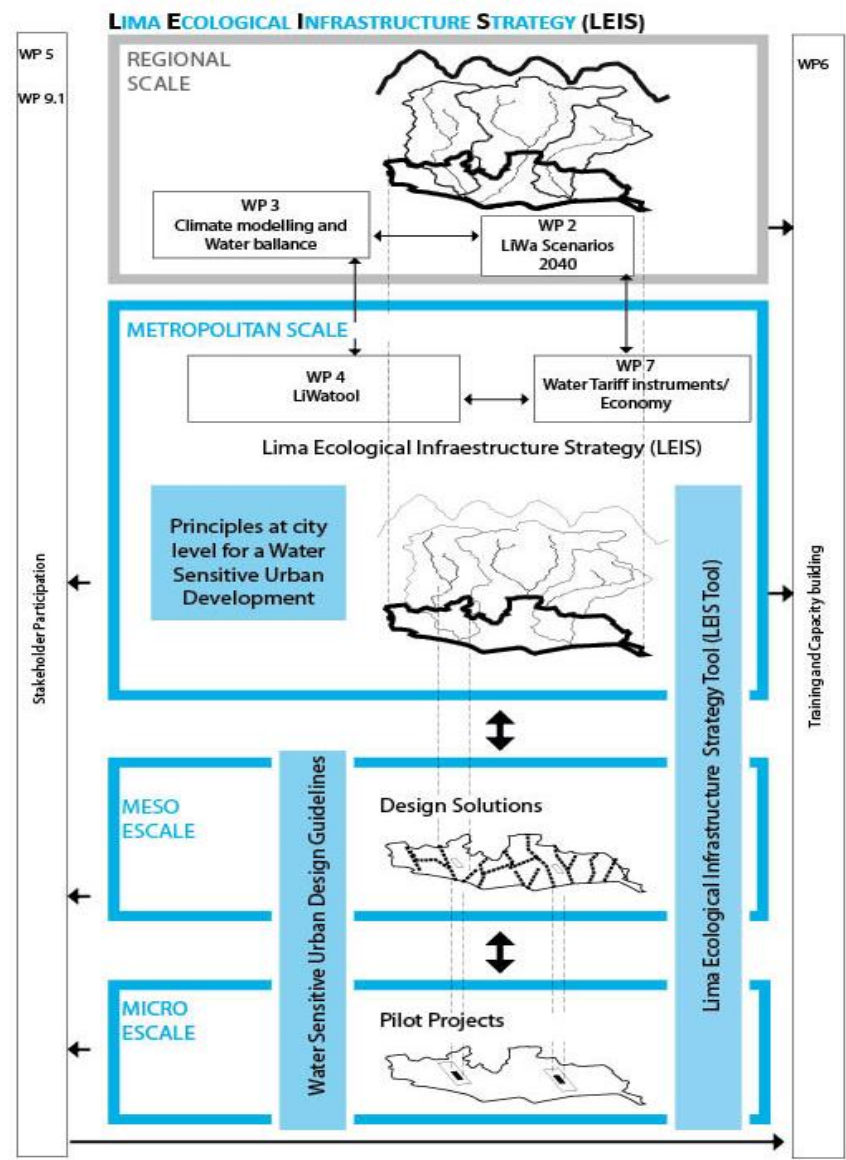 LIMA ECOLOGICAL INFRASTRUCTURE STRATEGY (LEIS)
WP 5
WP 9.1
REGIONAL
SCALE
WP6
WP 3
Climate modelling and
Water ballance
WP 2
LiWa Scenarios
2040
METROPOLITAN SCALE
WP 4
LiWatool
WP 7
Water Tariff instruments/
Economy
Lima Ecological Infraestructure Strategy (LEIS)
Principles at city
level for a Water
Sensitive Urban
Development
Stakeholder Participation
Training and Capacity building
Lima Ecological Infrastructure Strategy Tool (LEIS Tool)
MESO
ESCALE
Design Solutions
Water Sensitive Urban Design Guidelines
MICRO
ESCALE
Pilot Projects